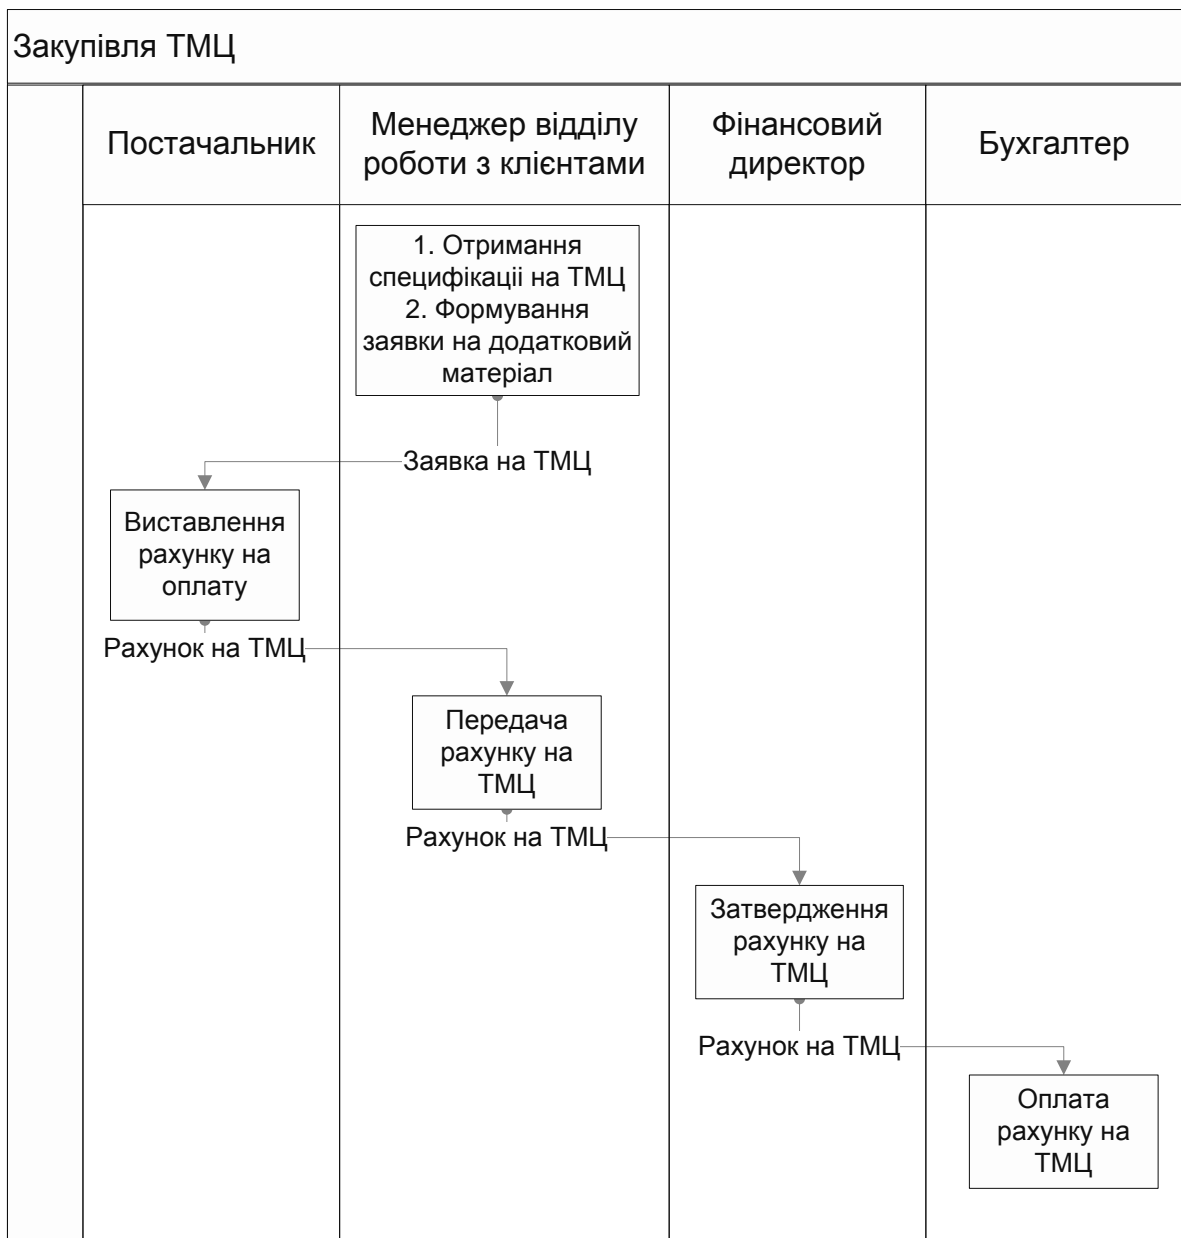 Закупівля ТМЦ
Постачальник
Менеджер відділу
роботи з клієнтами
Фінансовий
директор
Бухгалтер
1. Отримання
специфікаціі на ТМЦ
2. Формування
заявки на додатковий
матеріал
Заявка на ТМЦ
Виставлення
рахунку на
оплату
Рахунок на ТМЦ
Передача
рахунку на
ТМЦ
Рахунок на ТМЦ
Затвердження
рахунку на
ТМЦ
Рахунок на ТМЦ
Оплата
рахунку на
ТМЦ